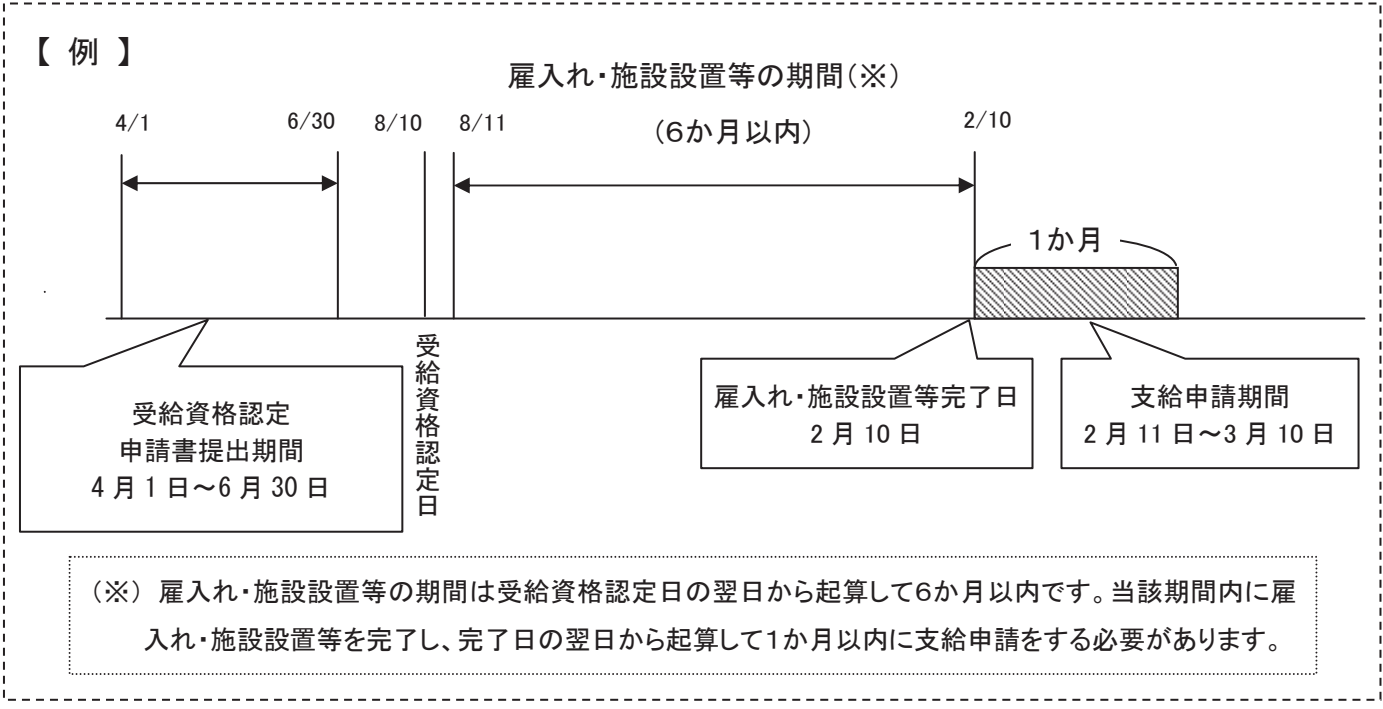 【 例 】
雇入れ・施設設置等の期間(※)
4/1
6/30
8/10
8/11
(6か月以内)
2/10
1か月
受給資格認定
申請書提出期間
4 月 1 日～6 月 30 日
受給資格認定日
雇入れ・施設設置等完了日
2 月 10 日
支給申請期間
2 月 11 日～3 月 10 日
(※) 雇入れ・施設設置等の期間は受給資格認定日の翌日から起算して6か月以内です。当該期間内に雇
入れ・施設設置等を完了し、完了日の翌日から起算して1か月以内に支給申請をする必要があります。